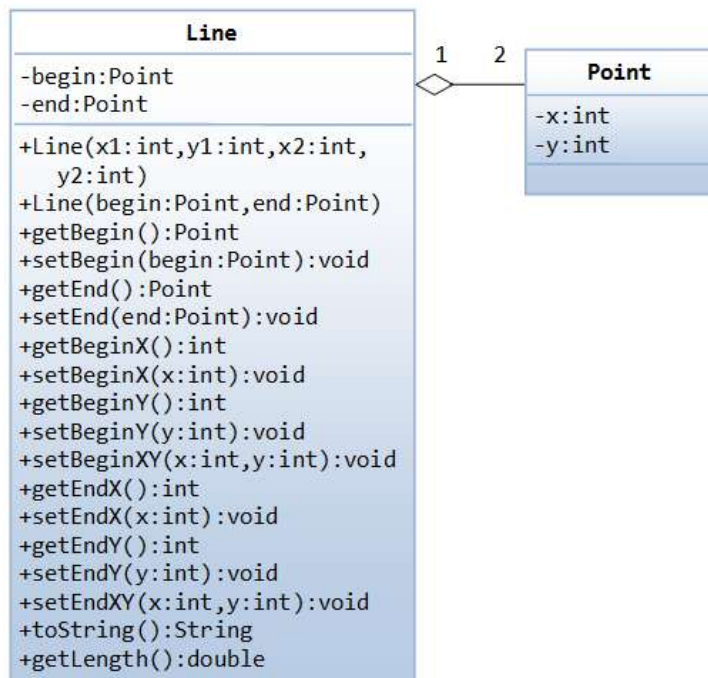 Line
-begin:Point
-end:Point
+Line(x1:int,y1:int,x2:int,
y2:int)
+Line(begin:Point,end:Point)
+getBegin():Point
+setBegin(begin:Point):void
+getEnd():Point
+setEnd(end:Point):void
+getBeginX():int
+setBeginX(x:int):void
+getBeginY():int
+setBeginY(y:int):void
+setBeginXY(x:int,y:int):void
+getEndX():int
+setEndX(x:int):void
+getEndY():int
+setEndY(y:int):void
+setEndXY(x:int,y:int):void
+toString():String
+getLength():double
1 2
Point
-x:int
-y:int